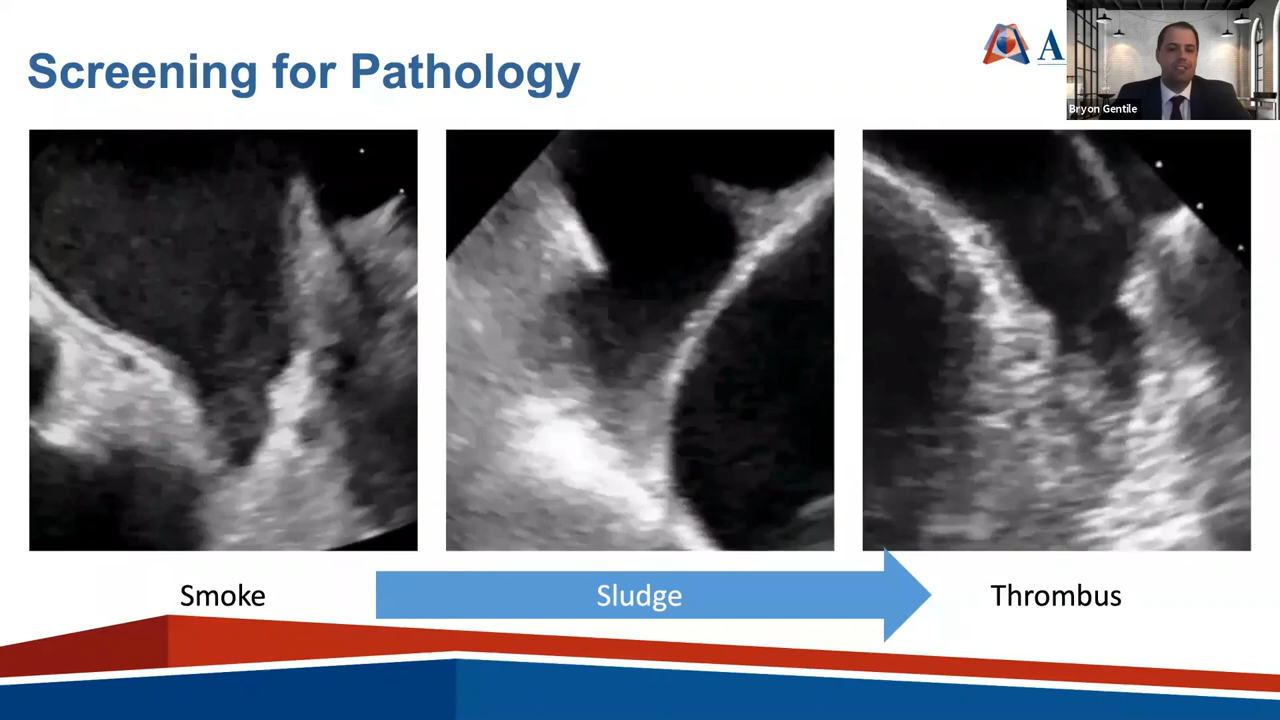 Screening for Pathology
A
Bryon Gentile
Smoke
Sludge
Thrombus